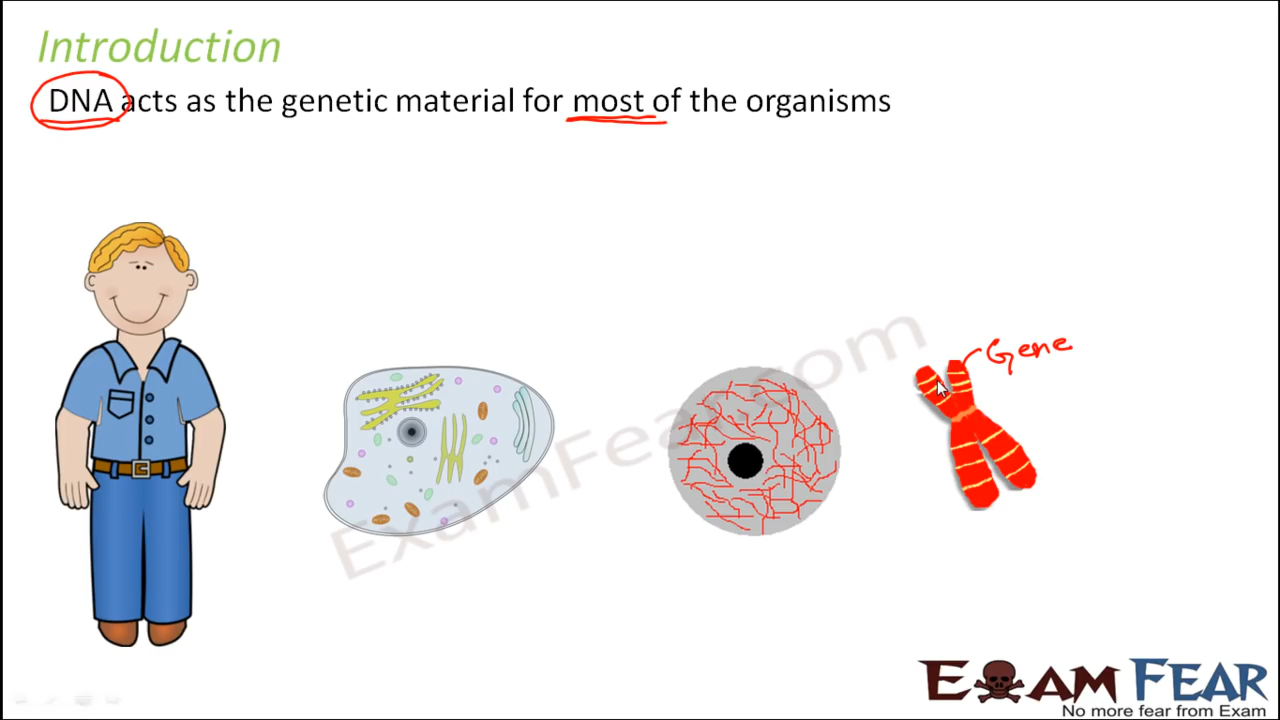 Introduction
DNA acts as the genetic material for most of the organisms
Gene
ExamFear.com
EXAM FEAR
No more fear from Exam